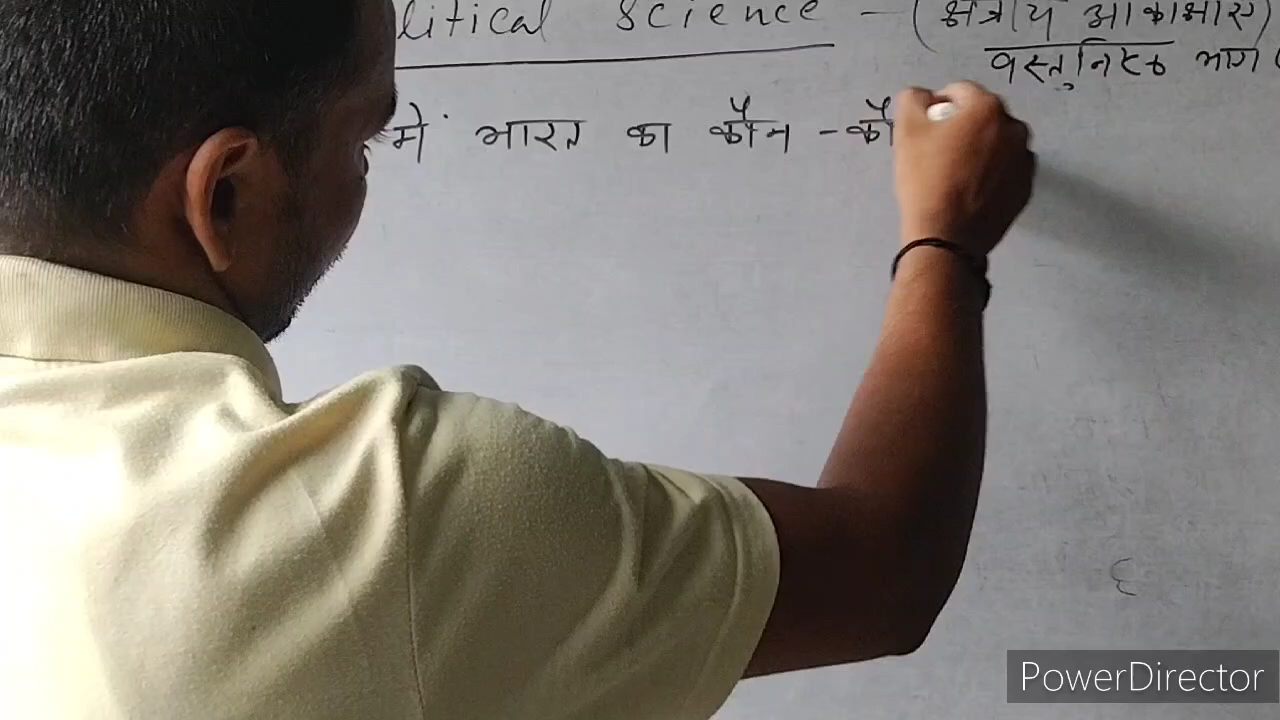 litical Science - (क्षेत्रीय आकांक्षाएं)
वस्तुनिष्ठ भाग (
में भारत का कौन - कौ
PowerDirector